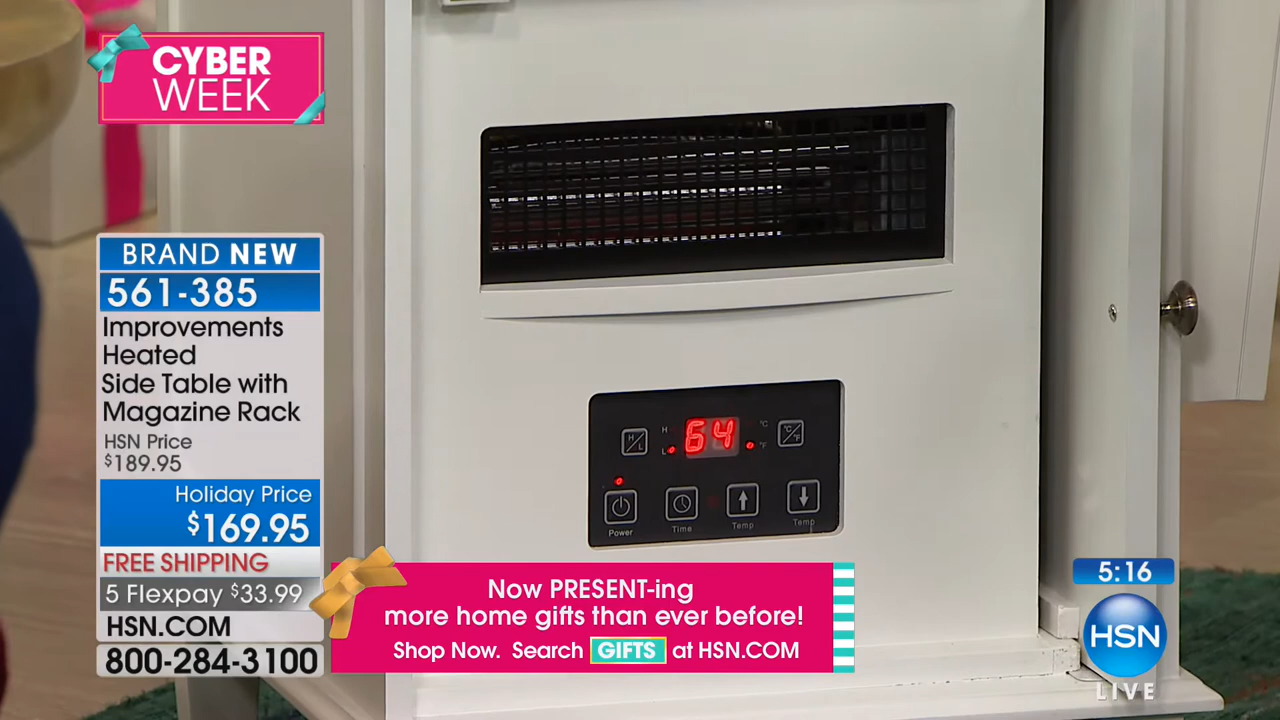 CYBER
WEEK
BRAND NEW
561-385
Improvements
Heated
Side Table with
Magazine Rack
HSN Price
$189.95
Holiday Price
$169.95
FREE SHIPPING
5 Flexpay $33.99
HSN.COM
800-284-3100
H
L
64
°C
°F
H/L
°C/°F
Power
Time
Temp
Temp
Now PRESENT-ing
more home gifts than ever before!
Shop Now. Search GIFTS at HSN.COM
5:16
HSN
LIVE